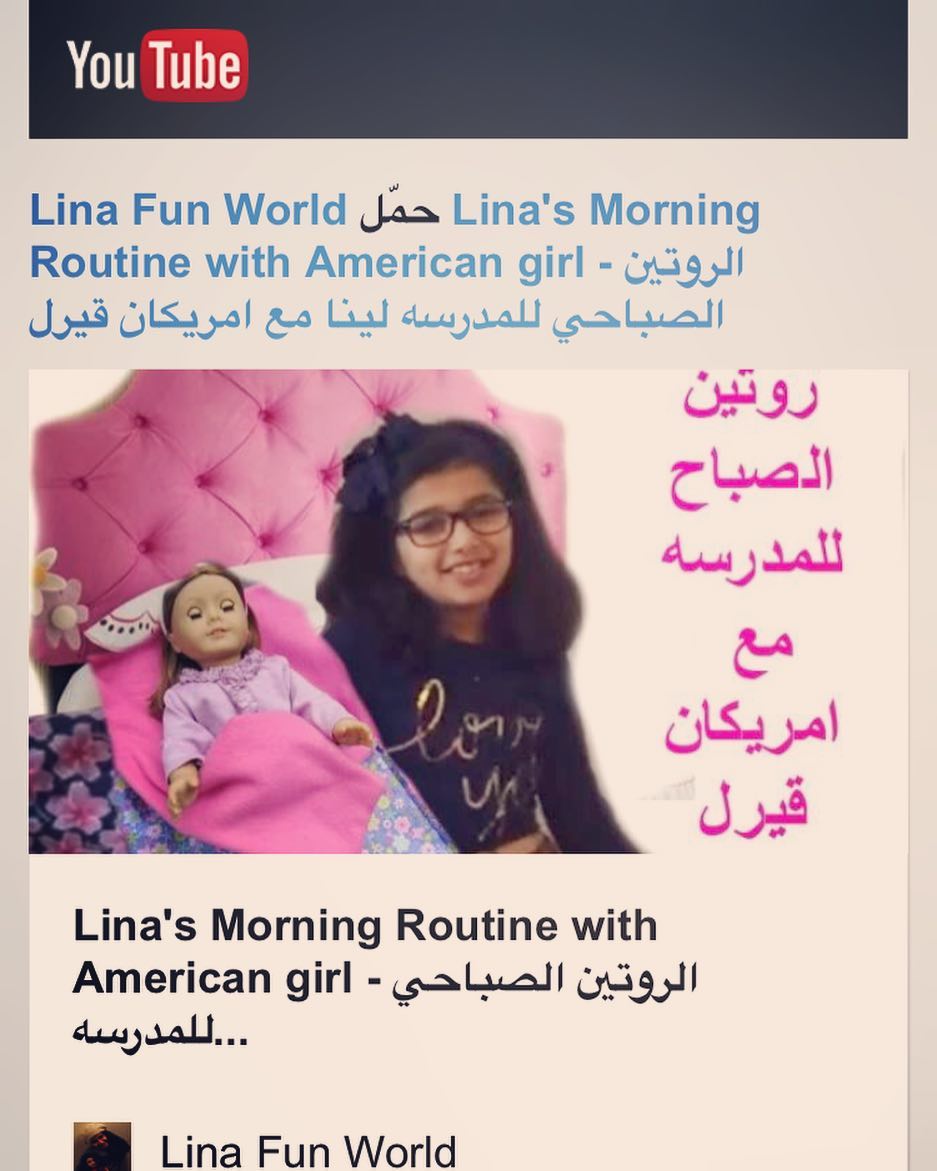 YouTube
Lina Fun World حمّل Lina's Morning
Routine with American girl - الروتين
الصباحي للمدرسه لينا مع امريكان قيرل
روتين
الصباح
للمدرسه
مع
امريكان
قيرل
love
Lina's Morning Routine with
American girl - الروتين الصباحي
للمدرسه...
Lina Fun World